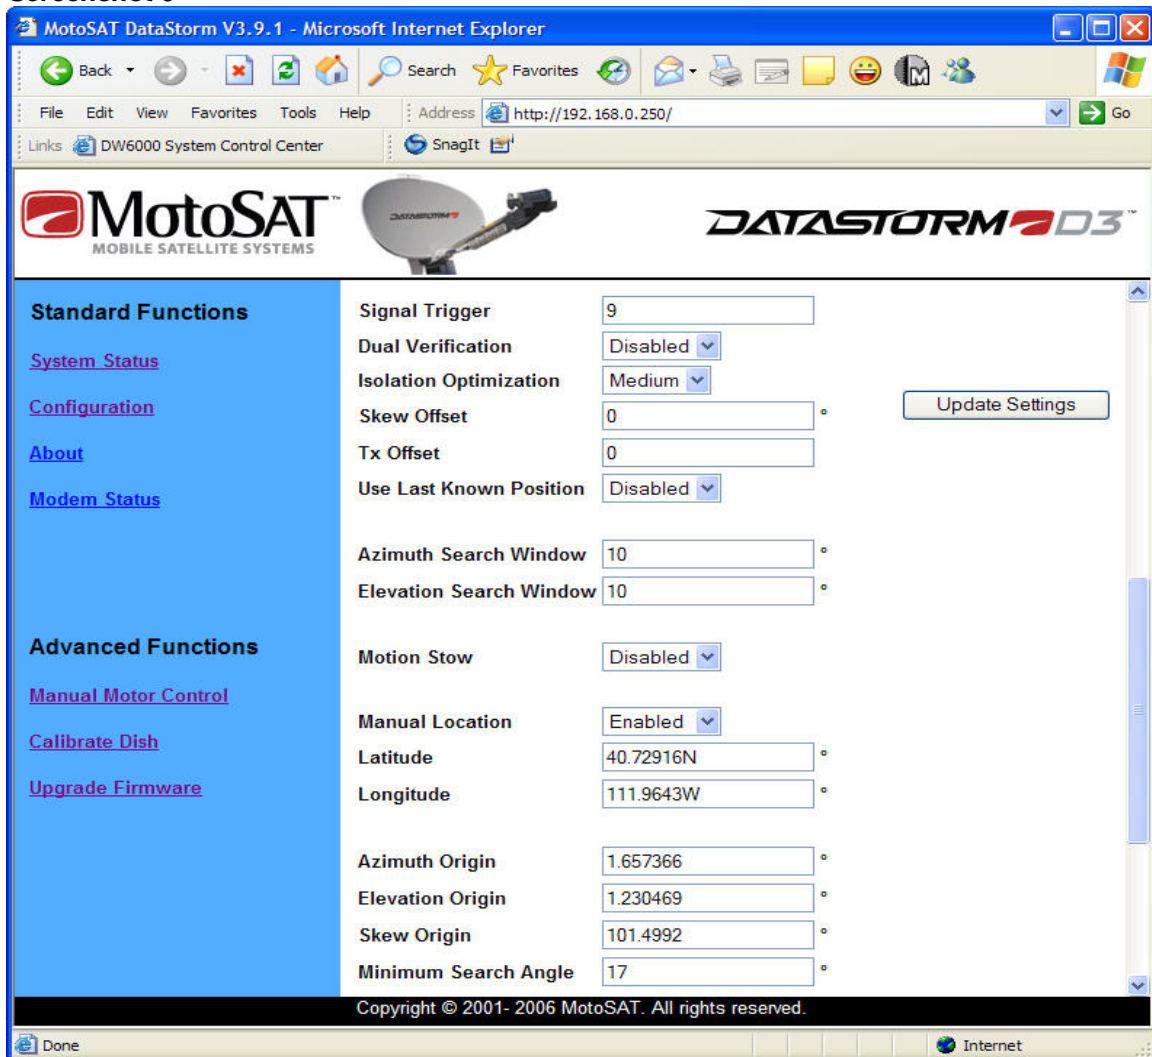 MotoSAT DataStorm V3.9.1 - Microsoft Internet Explorer
Back Search Favorites
File Edit View Favorites Tools Help Address http://192.168.0.250/ Go
Links DW6000 System Control Center SnagIt
MotoSAT™
MOBILE SATELLITE SYSTEMS
DATASTORM
DATASTORM D3™
Standard Functions
System Status
Configuration
About
Modem Status
Advanced Functions
Manual Motor Control
Calibrate Dish
Upgrade Firmware
Signal Trigger 9
Dual Verification Disabled
Isolation Optimization Medium
Skew Offset 0 °
Tx Offset 0
Use Last Known Position Disabled
Update Settings
Azimuth Search Window 10 °
Elevation Search Window 10 °
Motion Stow Disabled
Manual Location Enabled
Latitude 40.72916N °
Longitude 111.9643W °
Azimuth Origin 1.657366 °
Elevation Origin 1.230469 °
Skew Origin 101.4992 °
Minimum Search Angle 17 °
Copyright © 2001- 2006 MotoSAT. All rights reserved.
Done Internet